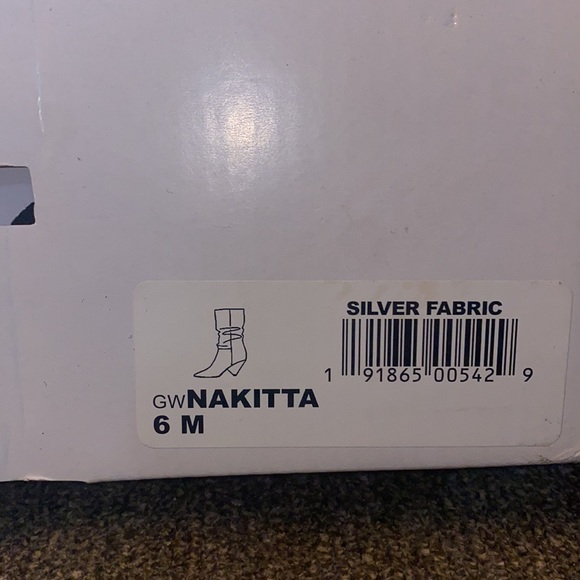 SILVER FABRIC
1 91865 00542 9
GWNAKITTA
6 M